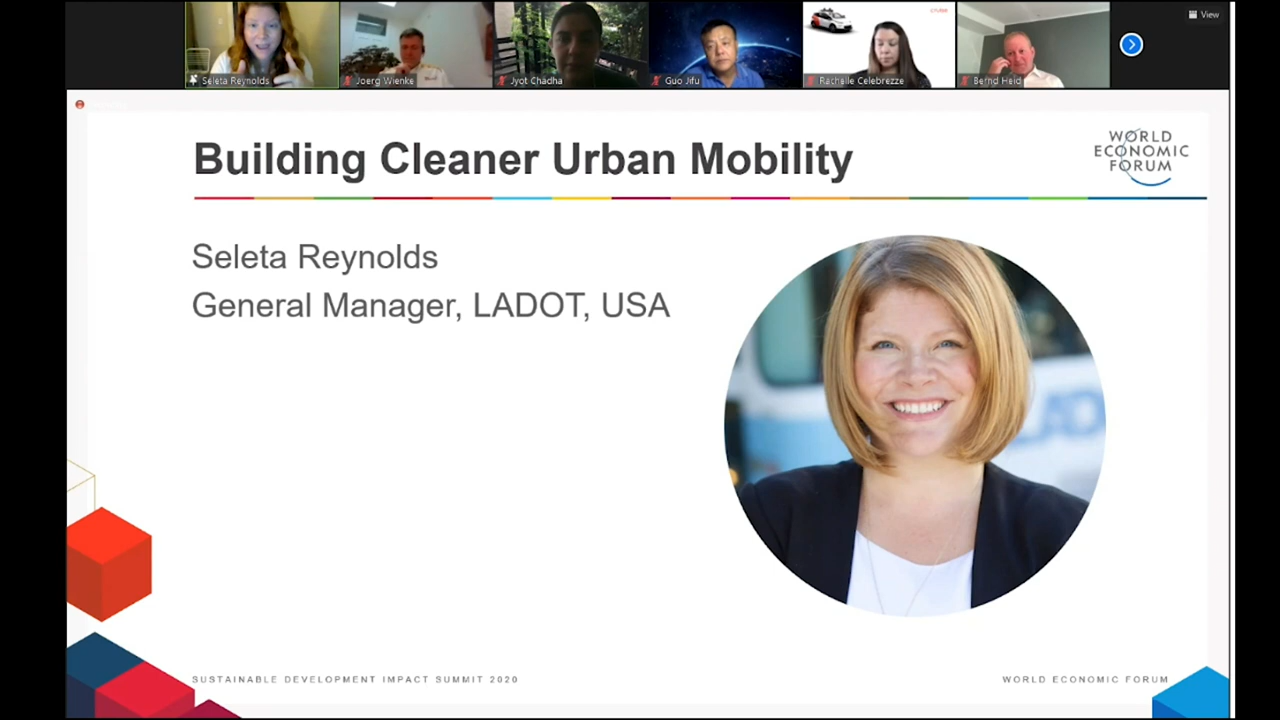 View
Seleta Reynolds
Joerg Wienke
Jyot Chadha
Guo Jifu
Rachelle Celebrezze
Bernd Heid
Building Cleaner Urban Mobility
WORLD
ECONOMIC
FORUM
Seleta Reynolds
General Manager, LADOT, USA
SUSTAINABLE DEVELOPMENT IMPACT SUMMIT 2020
WORLD ECONOMIC FORUM